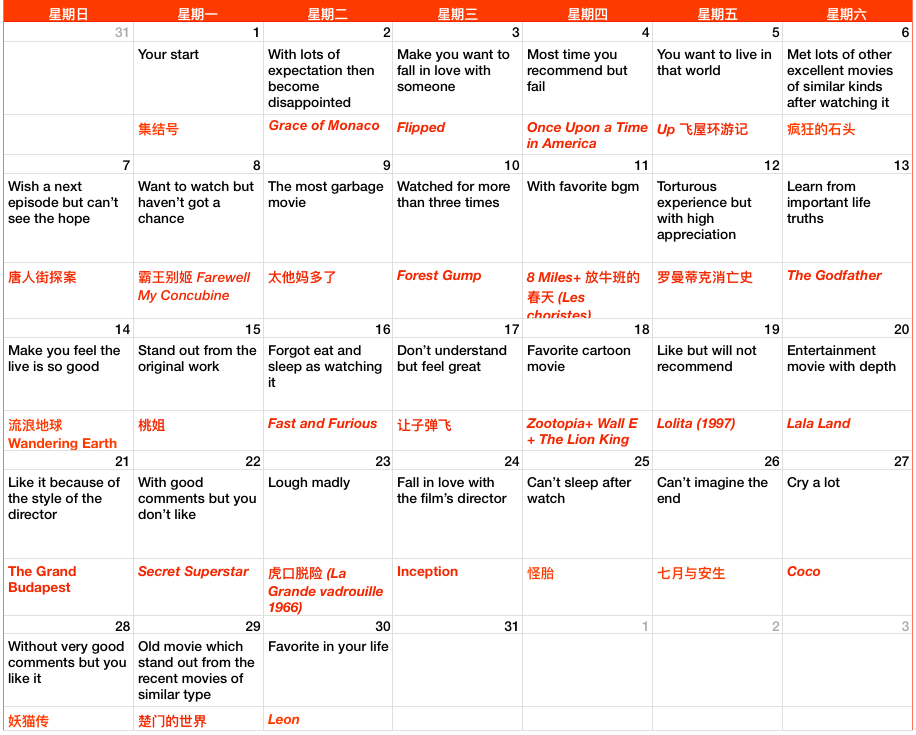 星期日 星期一 星期二 星期三 星期四 星期五 星期六
31 1 2 3 4 5 6
Your start
With lots of
expectation then
become
disappointed
Make you want to
fall in love with
someone
Most time you
recommend but
fail
You want to live in
that world
Met lots of other
excellent movies
of similar kinds
after watching it
集结号
Grace of Monaco
Flipped
Once Upon a Time
in America
Up 飞屋环游记
疯狂的石头
7 8 9 10 11 12 13
Wish a next
episode but can’t
see the hope
Want to watch but
haven’t got a
chance
The most garbage
movie
Watched for more
than three times
With favorite bgm
Torturous
experience but
with high
appreciation
Learn from
important life
truths
唐人街探案
霸王别姬 Farewell
My Concubine
太他妈多了
Forest Gump
8 Miles+ 放牛班的
春天 (Les
choristes)
罗曼蒂克消亡史
The Godfather
14 15 16 17 18 19 20
Make you feel the
live is so good
Stand out from the
original work
Forgot eat and
sleep as watching
it
Don’t understand
but feel great
Favorite cartoon
movie
Like but will not
recommend
Entertainment
movie with depth
流浪地球
Wandering Earth
桃姐
Fast and Furious
让子弹飞
Zootopia+ Wall E
+ The Lion King
Lolita (1997)
Lala Land
21 22 23 24 25 26 27
Like it because of
the style of the
director
With good
comments but you
don’t like
Lough madly
Fall in love with
the film’s director
Can’t sleep after
watch
Can’t imagine the
end
Cry a lot
The Grand
Budapest
Secret Superstar
虎口脱险 (La
Grande vadrouille
1966)
Inception
怪胎
七月与安生
Coco
28 29 30 31 1 2 3
Without very good
comments but you
like it
Old movie which
stand out from the
recent movies of
similar type
Favorite in your life
妖猫传
楚门的世界
Leon